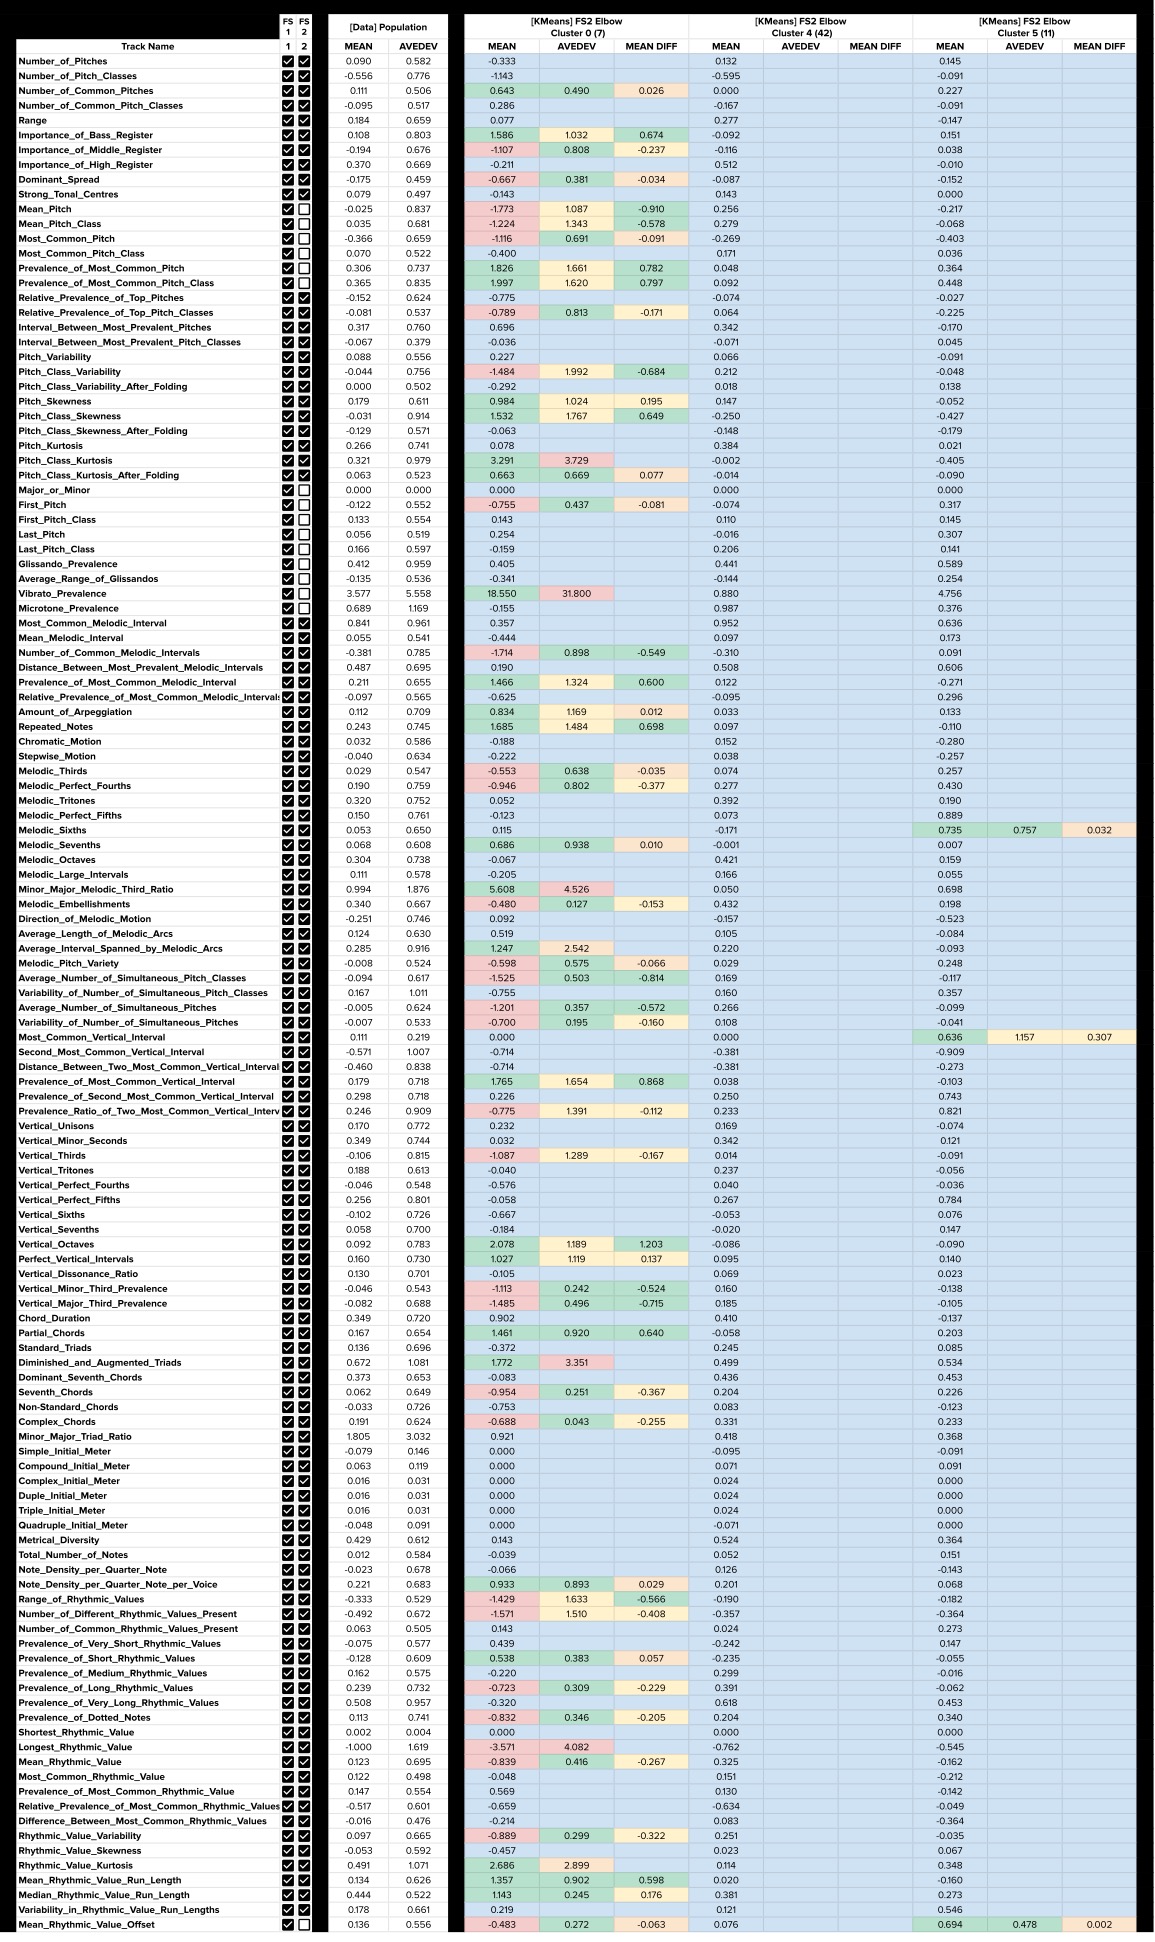 FS FS [Data] Population [KMeans] FS2 Elbow [KMeans] FS2 Elbow [KMeans] FS2 Elbow
1 2 Cluster 0 (7) Cluster 4 (42) Cluster 5 (11)
Track Name 1 2 MEAN AVEDEV MEAN AVEDEV MEAN DIFF MEAN AVEDEV MEAN DIFF MEAN AVEDEV MEAN DIFF
Number_of_Pitches 0.090 0.582 -0.333 0.132 0.145
Number_of_Pitch_Classes -0.556 0.776 -1.143 -0.595 -0.091
Number_of_Common_Pitches 0.111 0.506 0.643 0.490 0.026 0.000 0.227
Number_of_Common_Pitch_Classes -0.095 0.517 0.286 -0.167 -0.091
Range 0.184 0.659 0.077 0.277 -0.147
Importance_of_Bass_Register 0.108 0.803 1.586 1.032 0.674 -0.092 0.151
Importance_of_Middle_Register -0.194 0.676 -1.107 0.808 -0.237 -0.116 0.038
Importance_of_High_Register 0.370 0.669 -0.211 0.512 -0.010
Dominant_Spread -0.175 0.459 -0.667 0.381 -0.034 -0.087 -0.152
Strong_Tonal_Centres 0.079 0.497 -0.143 0.143 0.000
Mean_Pitch -0.025 0.837 -1.773 1.087 -0.910 0.256 -0.217
Mean_Pitch_Class 0.035 0.681 -1.224 1.343 -0.578 0.279 -0.068
Most_Common_Pitch -0.366 0.659 -1.116 0.691 -0.091 -0.269 -0.403
Most_Common_Pitch_Class 0.070 0.522 -0.400 0.171 0.036
Prevalence_of_Most_Common_Pitch 0.306 0.737 1.826 1.661 0.782 0.048 0.364
Prevalence_of_Most_Common_Pitch_Class 0.365 0.835 1.997 1.620 0.797 0.092 0.448
Relative_Prevalence_of_Top_Pitches -0.152 0.624 -0.775 -0.074 -0.027
Relative_Prevalence_of_Top_Pitch_Classes -0.081 0.537 -0.789 0.813 -0.171 0.064 -0.225
Interval_Between_Most_Prevalent_Pitches 0.317 0.760 0.696 0.342 -0.170
Interval_Between_Most_Prevalent_Pitch_Classes -0.067 0.379 -0.036 -0.071 0.045
Pitch_Variability 0.088 0.556 0.227 0.066 -0.091
Pitch_Class_Variability -0.044 0.756 -1.484 1.992 -0.684 0.212 -0.048
Pitch_Class_Variability_After_Folding 0.000 0.502 -0.292 0.018 0.138
Pitch_Skewness 0.179 0.611 0.984 1.024 0.195 0.147 -0.052
Pitch_Class_Skewness -0.031 0.914 1.532 1.767 0.649 -0.250 -0.427
Pitch_Class_Skewness_After_Folding -0.129 0.571 -0.063 -0.148 -0.179
Pitch_Kurtosis 0.266 0.741 0.078 0.384 0.021
Pitch_Class_Kurtosis 0.321 0.979 3.291 3.729 -0.002 -0.405
Pitch_Class_Kurtosis_After_Folding 0.063 0.523 0.663 0.669 0.077 -0.014 -0.090
Major_or_Minor 0.000 0.000 0.000 0.000 0.000
First_Pitch -0.122 0.552 -0.755 0.437 -0.081 -0.074 0.317
First_Pitch_Class 0.133 0.554 0.143 0.110 0.145
Last_Pitch 0.056 0.519 0.254 -0.016 0.307
Last_Pitch_Class 0.166 0.597 -0.159 0.206 0.141
Glissando_Prevalence 0.412 0.959 0.405 0.441 0.589
Average_Range_of_Glissandos -0.135 0.536 -0.341 -0.144 0.254
Vibrato_Prevalence 3.577 5.558 18.550 31.800 0.880 4.756
Microtone_Prevalence 0.689 1.169 -0.155 0.987 0.376
Most_Common_Melodic_Interval 0.841 0.961 0.357 0.952 0.636
Mean_Melodic_Interval 0.055 0.541 -0.444 0.097 0.173
Number_of_Common_Melodic_Intervals -0.381 0.785 -1.714 0.898 -0.549 -0.310 0.091
Distance_Between_Most_Prevalent_Melodic_Intervals 0.487 0.695 0.190 0.508 0.606
Prevalence_of_Most_Common_Melodic_Interval 0.211 0.655 1.466 1.324 0.600 0.122 -0.271
Relative_Prevalence_of_Most_Common_Melodic_Intervals -0.097 0.565 -0.625 -0.095 0.296
Amount_of_Arpeggiation 0.112 0.709 0.834 1.169 0.012 0.033 0.133
Repeated_Notes 0.243 0.745 1.685 1.484 0.698 0.097 -0.110
Chromatic_Motion 0.032 0.586 -0.188 0.152 -0.280
Stepwise_Motion -0.040 0.634 -0.222 0.038 -0.257
Melodic_Thirds 0.029 0.547 -0.553 0.638 -0.035 0.074 0.257
Melodic_Perfect_Fourths 0.190 0.759 -0.946 0.802 -0.377 0.277 0.430
Melodic_Tritones 0.320 0.752 0.052 0.392 0.190
Melodic_Perfect_Fifths 0.150 0.761 -0.123 0.073 0.889
Melodic_Sixths 0.053 0.650 0.115 -0.171 0.735 0.757 0.032
Melodic_Sevenths 0.068 0.608 0.686 0.938 0.010 -0.001 0.007
Melodic_Octaves 0.304 0.738 -0.067 0.421 0.159
Melodic_Large_Intervals 0.111 0.578 -0.205 0.166 0.055
Minor_Major_Melodic_Third_Ratio 0.994 1.876 5.608 4.526 0.050 0.698
Melodic_Embellishments 0.340 0.667 -0.480 0.127 -0.153 0.432 0.198
Direction_of_Melodic_Motion -0.251 0.746 0.092 -0.157 -0.523
Average_Length_of_Melodic_Arcs 0.124 0.630 0.519 0.105 -0.084
Average_Interval_Spanned_by_Melodic_Arcs 0.285 0.916 1.247 2.542 0.220 -0.093
Melodic_Pitch_Variety -0.008 0.524 -0.598 0.575 -0.066 0.029 0.248
Average_Number_of_Simultaneous_Pitch_Classes -0.094 0.617 -1.525 0.503 -0.814 0.169 -0.117
Variability_of_Number_of_Simultaneous_Pitch_Classes 0.167 1.011 -0.755 0.160 0.357
Average_Number_of_Simultaneous_Pitches -0.005 0.624 -1.201 0.357 -0.572 0.266 -0.099
Variability_of_Number_of_Simultaneous_Pitches -0.007 0.533 -0.700 0.195 -0.160 0.108 -0.041
Most_Common_Vertical_Interval 0.111 0.219 0.000 0.000 0.636 1.157 0.307
Second_Most_Common_Vertical_Interval -0.571 1.007 -0.714 -0.381 -0.909
Distance_Between_Two_Most_Common_Vertical_Interval -0.460 0.838 -0.714 -0.381 -0.273
Prevalence_of_Most_Common_Vertical_Interval 0.179 0.718 1.765 1.654 0.868 0.038 -0.103
Prevalence_of_Second_Most_Common_Vertical_Interval 0.298 0.718 0.226 0.250 0.743
Prevalence_Ratio_of_Two_Most_Common_Vertical_Interv 0.246 0.909 -0.775 1.391 -0.112 0.233 0.821
Vertical_Unisons 0.170 0.772 0.232 0.169 -0.074
Vertical_Minor_Seconds 0.349 0.744 0.032 0.342 0.121
Vertical_Thirds -0.106 0.815 -1.087 1.289 -0.167 0.014 -0.091
Vertical_Tritones 0.188 0.613 -0.040 0.237 -0.056
Vertical_Perfect_Fourths -0.046 0.548 -0.576 0.040 -0.036
Vertical_Perfect_Fifths 0.256 0.801 -0.058 0.267 0.784
Vertical_Sixths -0.102 0.726 -0.667 -0.053 0.076
Vertical_Sevenths 0.058 0.700 -0.184 -0.020 0.147
Vertical_Octaves 0.092 0.783 2.078 1.189 1.203 -0.086 -0.090
Perfect_Vertical_Intervals 0.160 0.730 1.027 1.119 0.137 0.095 0.140
Vertical_Dissonance_Ratio 0.130 0.701 -0.105 0.069 0.023
Vertical_Minor_Third_Prevalence -0.046 0.543 -1.113 0.242 -0.524 0.160 -0.138
Vertical_Major_Third_Prevalence -0.082 0.688 -1.485 0.496 -0.715 0.185 -0.105
Chord_Duration 0.349 0.720 0.902 0.410 -0.137
Partial_Chords 0.167 0.654 1.461 0.920 0.640 -0.058 0.203
Standard_Triads 0.136 0.696 -0.372 0.245 0.085
Diminished_and_Augmented_Triads 0.672 1.081 1.772 3.351 0.499 0.534
Dominant_Seventh_Chords 0.373 0.653 -0.083 0.436 0.453
Seventh_Chords 0.062 0.649 -0.954 0.251 -0.367 0.204 0.226
Non-Standard_Chords -0.033 0.726 -0.753 0.083 -0.123
Complex_Chords 0.191 0.624 -0.688 0.043 -0.255 0.331 0.233
Minor_Major_Triad_Ratio 1.805 3.032 0.921 0.418 0.368
Simple_Initial_Meter -0.079 0.146 0.000 -0.095 -0.091
Compound_Initial_Meter 0.063 0.119 0.000 0.071 0.091
Complex_Initial_Meter 0.016 0.031 0.000 0.024 0.000
Duple_Initial_Meter 0.016 0.031 0.000 0.024 0.000
Triple_Initial_Meter 0.016 0.031 0.000 0.024 0.000
Quadruple_Initial_Meter -0.048 0.091 0.000 -0.071 0.000
Metrical_Diversity 0.429 0.612 0.143 0.524 0.364
Total_Number_of_Notes 0.012 0.584 -0.039 0.052 0.151
Note_Density_per_Quarter_Note -0.023 0.678 -0.066 0.126 -0.143
Note_Density_per_Quarter_Note_per_Voice 0.221 0.683 0.933 0.893 0.029 0.201 0.068
Range_of_Rhythmic_Values -0.333 0.529 -1.429 1.633 -0.566 -0.190 -0.182
Number_of_Different_Rhythmic_Values_Present -0.492 0.672 -1.571 1.510 -0.408 -0.357 -0.364
Number_of_Common_Rhythmic_Values_Present 0.063 0.505 0.143 0.024 0.273
Prevalence_of_Very_Short_Rhythmic_Values -0.075 0.577 0.439 -0.242 0.147
Prevalence_of_Short_Rhythmic_Values -0.128 0.609 0.538 0.383 0.057 -0.235 -0.055
Prevalence_of_Medium_Rhythmic_Values 0.162 0.575 -0.220 0.299 -0.016
Prevalence_of_Long_Rhythmic_Values 0.239 0.732 -0.723 0.309 -0.229 0.391 -0.062
Prevalence_of_Very_Long_Rhythmic_Values 0.508 0.957 -0.320 0.618 0.453
Prevalence_of_Dotted_Notes 0.113 0.741 -0.832 0.346 -0.205 0.204 0.340
Shortest_Rhythmic_Value 0.002 0.004 0.000 0.000 0.000
Longest_Rhythmic_Value -1.000 1.619 -3.571 4.082 -0.762 -0.545
Mean_Rhythmic_Value 0.123 0.695 -0.839 0.416 -0.267 0.325 -0.162
Most_Common_Rhythmic_Value 0.122 0.498 -0.048 0.151 -0.212
Prevalence_of_Most_Common_Rhythmic_Value 0.147 0.554 0.569 0.130 -0.142
Relative_Prevalence_of_Most_Common_Rhythmic_Values -0.517 0.601 -0.659 -0.634 -0.049
Difference_Between_Most_Common_Rhythmic_Values -0.016 0.476 -0.214 0.083 -0.364
Rhythmic_Value_Variability 0.097 0.665 -0.889 0.299 -0.322 0.251 -0.035
Rhythmic_Value_Skewness -0.053 0.592 -0.457 0.023 0.067
Rhythmic_Value_Kurtosis 0.491 1.071 2.686 2.899 0.114 0.348
Mean_Rhythmic_Value_Run_Length 0.134 0.626 1.357 0.902 0.598 0.020 -0.160
Median_Rhythmic_Value_Run_Length 0.444 0.522 1.143 0.245 0.176 0.381 0.273
Variability_in_Rhythmic_Value_Run_Lengths 0.178 0.661 0.219 0.121 0.546
Mean_Rhythmic_Value_Offset 0.136 0.556 -0.483 0.272 -0.063 0.076 0.694 0.478 0.002